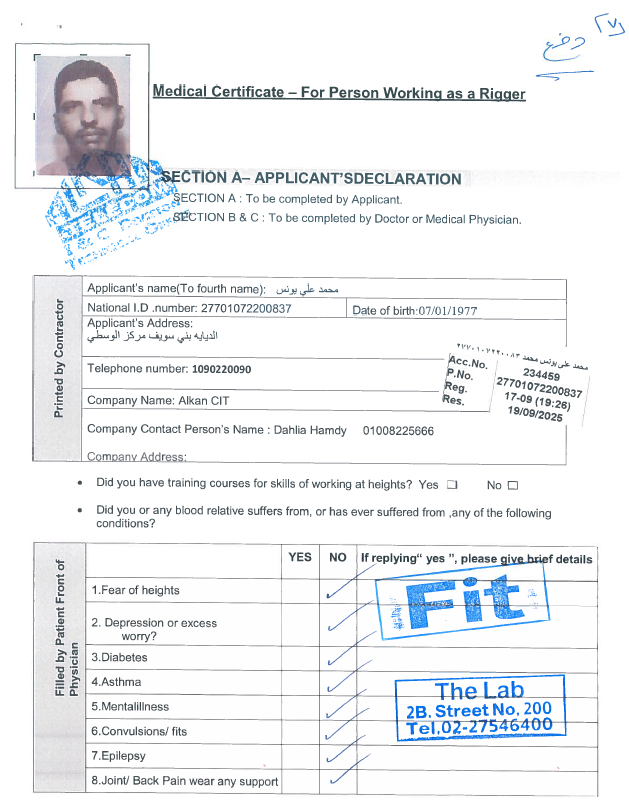 دفع
[٧]
Medical Certificate – For Person Working as a Rigger
SECTION A– APPLICANT'SDECLARATION
SECTION A : To be completed by Applicant.
SECTION B & C : To be completed by Doctor or Medical Physician.
Printed by Contractor
Applicant's name(To fourth name): محمد علي يونس
National I.D .number: 27701072200837
Date of birth:07/01/1977
Applicant's Address:
الديابه بني سويف مركز الوسطي
Telephone number: 1090220090
Company Name: Alkan CIT
Company Contact Person's Name : Dahlia Hamdy 01008225666
Company Address:
محمد على يونس محمد
Acc.No. 234459
P.No. 27701072200837
Reg. 17-09 (19:26)
Res. 19/09/2025
• Did you have training courses for skills of working at heights? Yes ☐ No ☐
• Did you or any blood relative suffers from, or has ever suffered from ,any of the following
conditions?
Filled by Patient Front of
Physician
YES NO If replying“ yes ”, please give brief details
1.Fear of heights ✓
2. Depression or excess
worry? ✓
3.Diabetes ✓
4.Asthma ✓
5.Mentalillness ✓
6.Convulsions/ fits ✓
7.Epilepsy ✓
8.Joint/ Back Pain wear any support ✓
Fit
The Lab
2B. Street No. 200
Tel.02-27546400